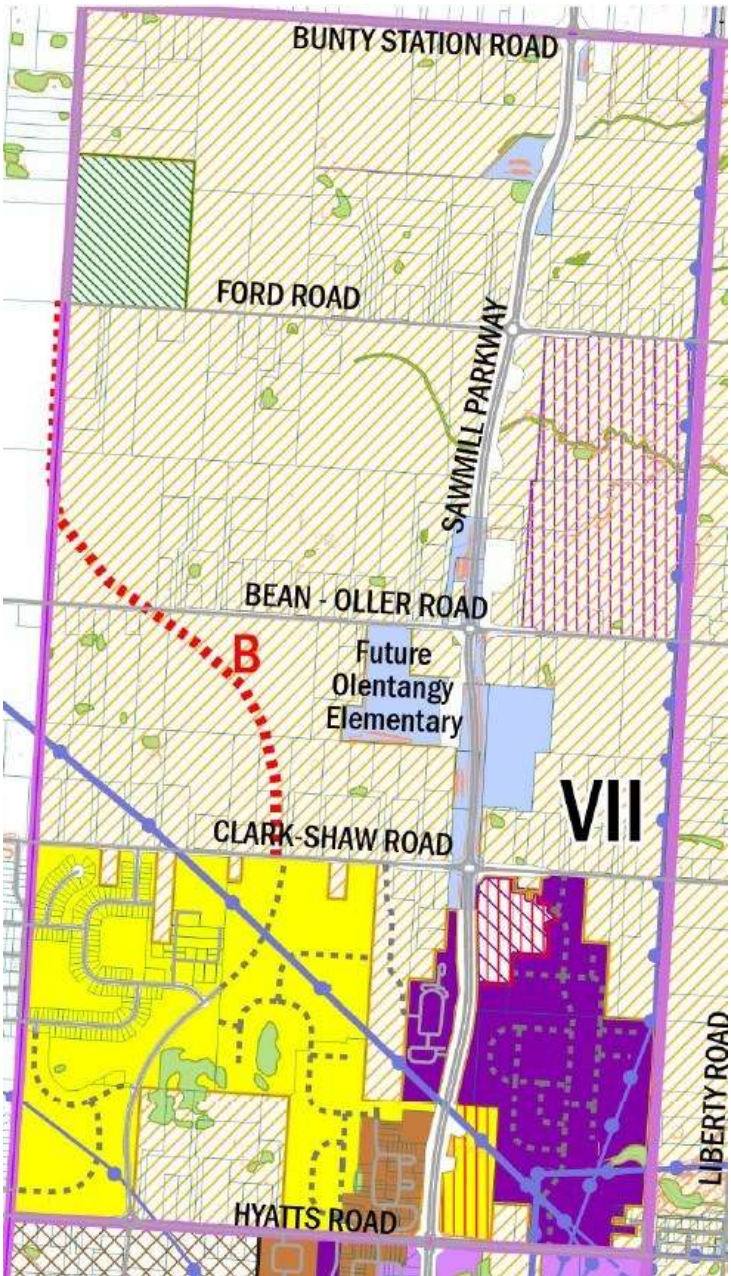 BUNTY STATION ROAD
FORD ROAD
SAWMILL PARKWAY
BEAN - OLLER ROAD
B
Future
Olentangy
Elementary
VII
CLARK-SHAW ROAD
LIBERTY ROAD
HYATTS ROAD